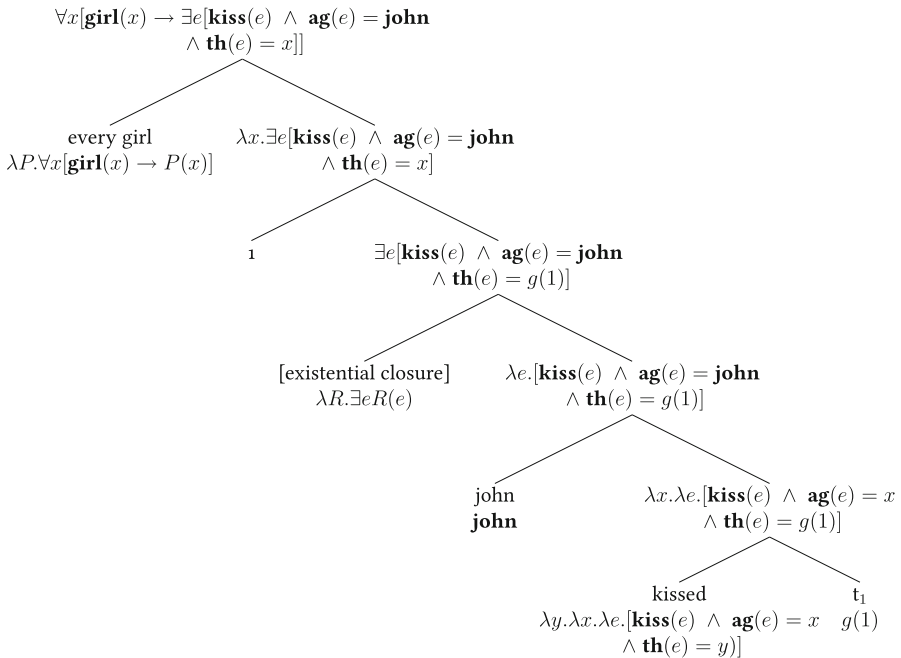 ∀x[girl(x) → ∃e[kiss(e) ∧ ag(e) = john
∧ th(e) = x]]
every girl
λP.∀x[girl(x) → P(x)]
λx.∃e[kiss(e) ∧ ag(e) = john
∧ th(e) = x]
1
∃e[kiss(e) ∧ ag(e) = john
∧ th(e) = g(1)]
[existential closure]
λR.∃eR(e)
λe.[kiss(e) ∧ ag(e) = john
∧ th(e) = g(1)]
john
john
λx.λe.[kiss(e) ∧ ag(e) = x
∧ th(e) = g(1)]
kissed
λy.λx.λe.[kiss(e) ∧ ag(e) = x
∧ th(e) = y)]
t₁
g(1)